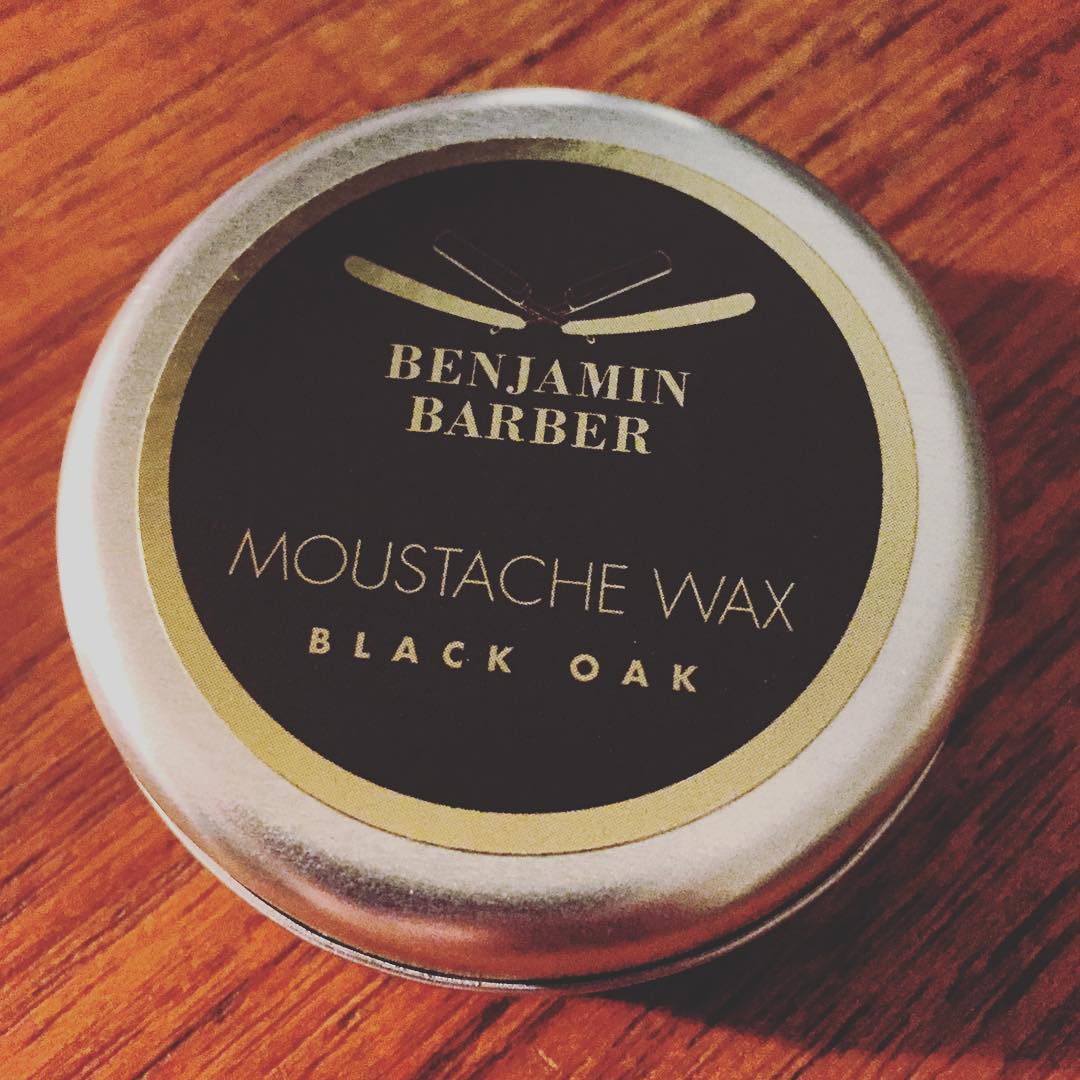 BENJAMIN
BARBER
MOUSTACHE WAX
BLACK OAK